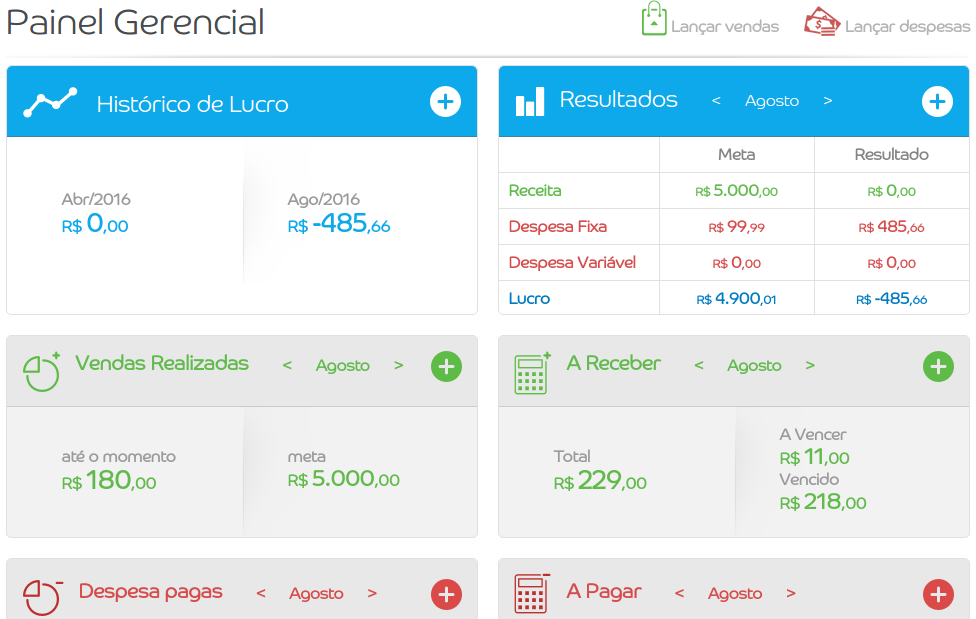 Painel Gerencial
Lançar vendas
Lançar despesas
Histórico de Lucro
Abr/2016
R$ 0,00
Ago/2016
R$ -485,66
Resultados < Agosto >
Meta Resultado
Receita R$ 5.000,00 R$ 0,00
Despesa Fixa R$ 99,99 R$ 485,66
Despesa Variável R$ 0,00 R$ 0,00
Lucro R$ 4.900,01 R$ -485,66
Vendas Realizadas < Agosto >
até o momento
R$ 180,00
meta
R$ 5.000,00
A Receber < Agosto >
Total
R$ 229,00
A Vencer
R$ 11,00
Vencido
R$ 218,00
Despesa pagas < Agosto >
A Pagar < Agosto >